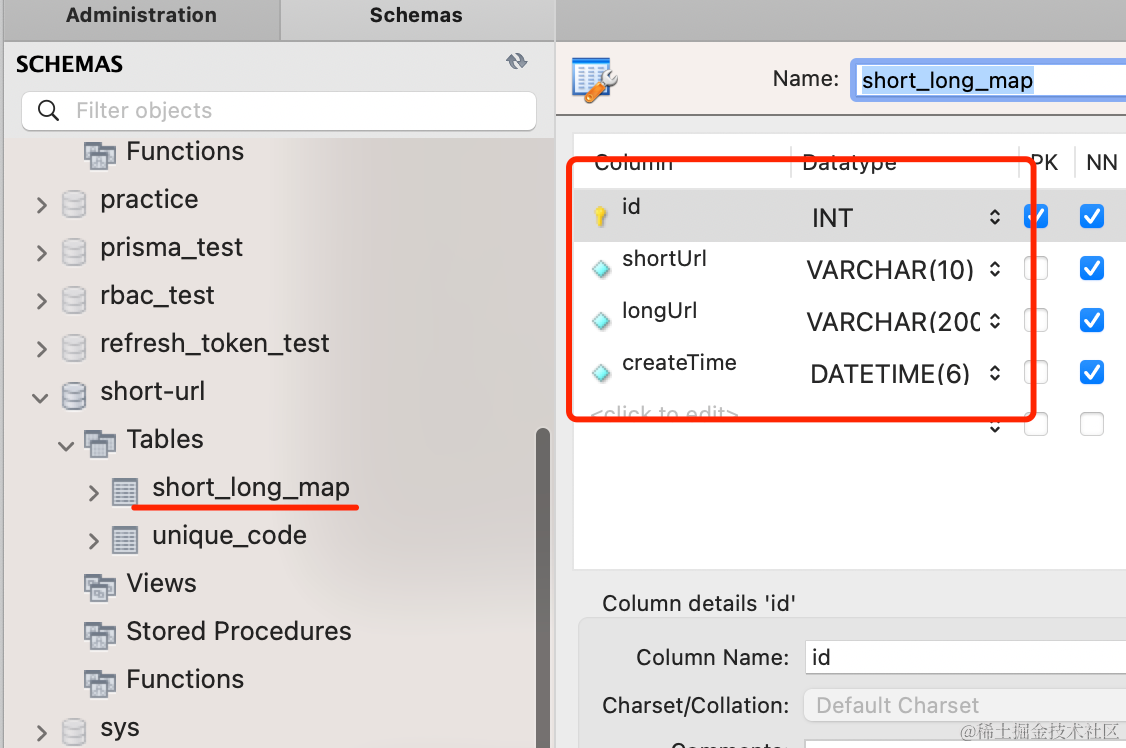 Administration
Schemas
SCHEMAS
Filter objects
Functions
practice
prisma_test
rbac_test
refresh_token_test
short-url
Tables
short_long_map
unique_code
Views
Stored Procedures
Functions
sys
Name: short_long_map
Column Datatype PK NN
id INT
shortUrl VARCHAR(10)
longUrl VARCHAR(200
createTime DATETIME(6)
<click to edit>
Column details 'id'
Column Name: id
Charset/Collation: Default Charset
Comments:
@稀土掘金技术社区